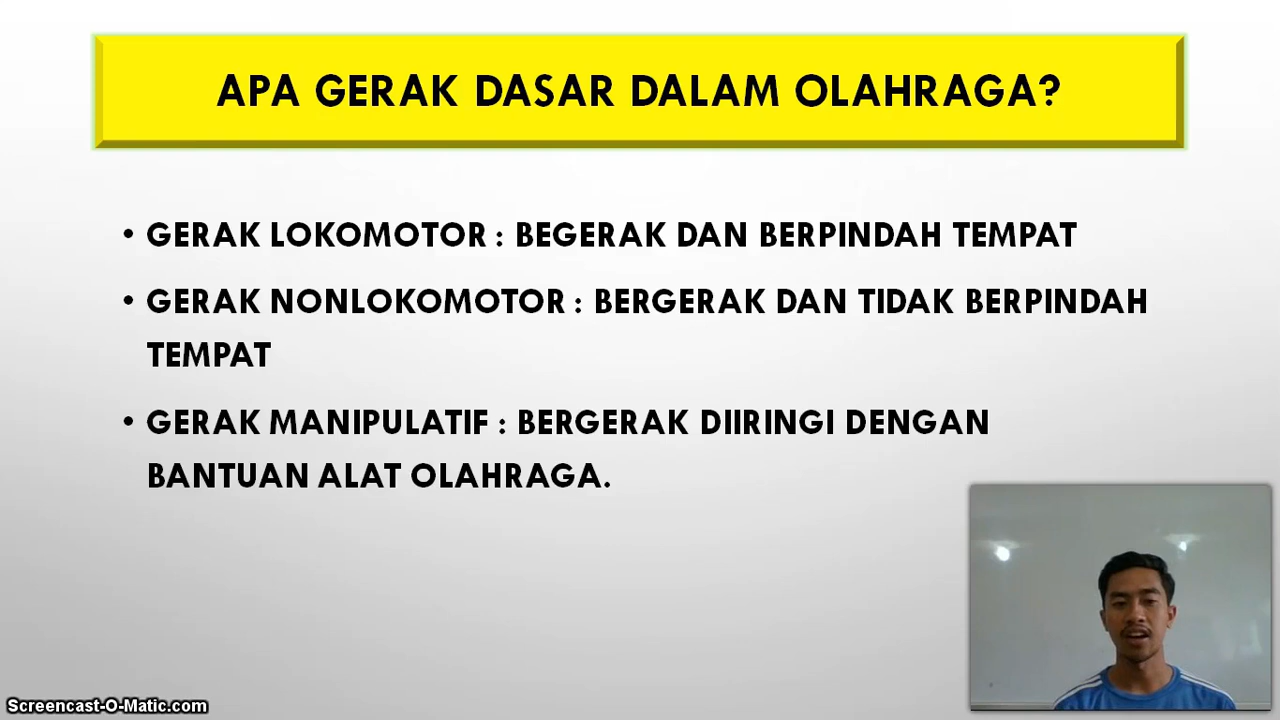 APA GERAK DASAR DALAM OLAHRAGA?
• GERAK LOKOMOTOR : BEGERAK DAN BERPINDAH TEMPAT
• GERAK NONLOKOMOTOR : BERGERAK DAN TIDAK BERPINDAH
TEMPAT
• GERAK MANIPULATIF : BERGERAK DIIRINGI DENGAN
BANTUAN ALAT OLAHRAGA.
Screencast-O-Matic.com